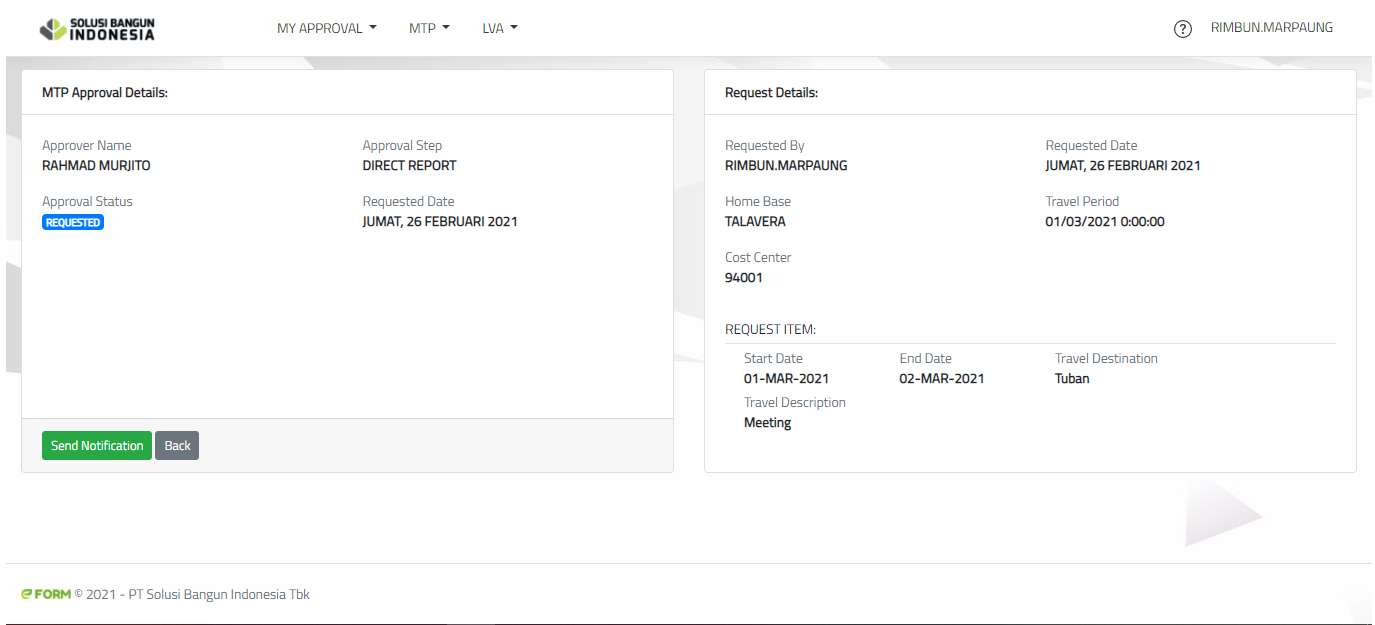 SOLUSI BANGUN
INDONESIA
MY APPROVAL
MTP
LVA
?
RIMBUN.MARPAUNG
MTP Approval Details:
Approver Name
Approval Step
RAHMAD MURJITO
DIRECT REPORT
Approval Status
Requested Date
REQUESTED
JUMAT, 26 FEBRUARI 2021
Send Notification
Back
Request Details:
Requested By
Requested Date
RIMBUN.MARPAUNG
JUMAT, 26 FEBRUARI 2021
Home Base
Travel Period
TALAVERA
01/03/2021 0:00:00
Cost Center
94001
REQUEST ITEM:
Start Date
End Date
Travel Destination
01-MAR-2021
02-MAR-2021
Tuban
Travel Description
Meeting
e FORM © 2021 - PT Solusi Bangun Indonesia Tbk